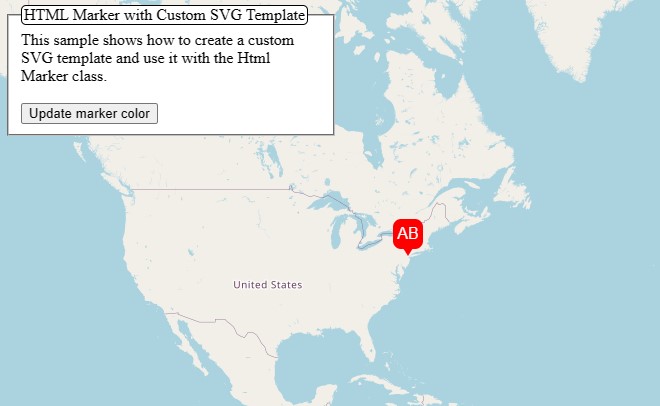 HTML Marker with Custom SVG Template
This sample shows how to create a custom
SVG template and use it with the Html
Marker class.
Update marker color
AB
United States